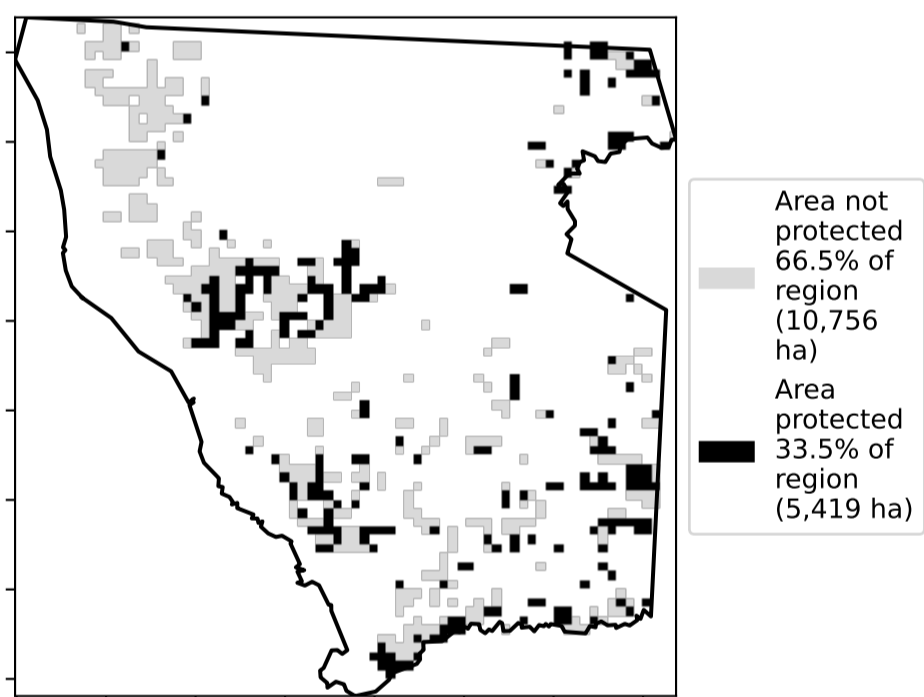 Area not
protected
66.5% of
region
(10,756
ha)
Area
protected
33.5% of
region
(5,419 ha)